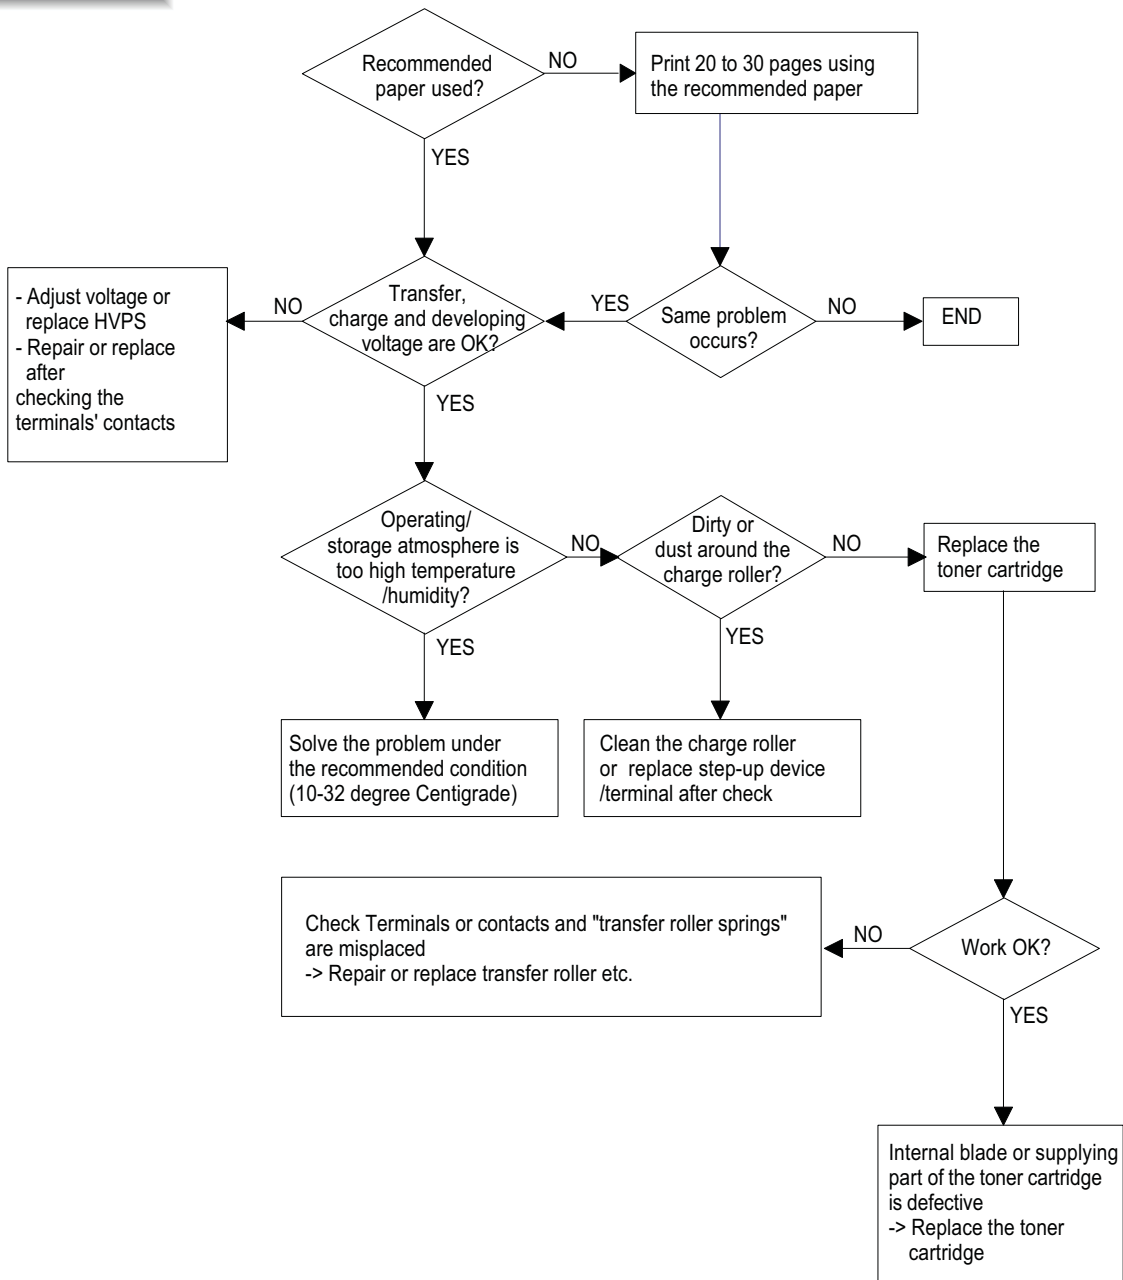 Recommended
paper used?
NO
Print 20 to 30 pages using
the recommended paper
YES
- Adjust voltage or
replace HVPS
- Repair or replace
after
checking the
terminals' contacts
NO
Transfer,
charge and developing
voltage are OK?
YES
Same problem
occurs?
NO
END
YES
Operating/
storage atmosphere is
too high temperature
/humidity?
NO
Dirty or
dust around the
charge roller?
NO
Replace the
toner cartridge
YES
YES
Solve the problem under
the recommended condition
(10-32 degree Centigrade)
Clean the charge roller
or replace step-up device
/terminal after check
Check Terminals or contacts and "transfer roller springs"
are misplaced
-> Repair or replace transfer roller etc.
NO
Work OK?
YES
Internal blade or supplying
part of the toner cartridge
is defective
-> Replace the toner
cartridge